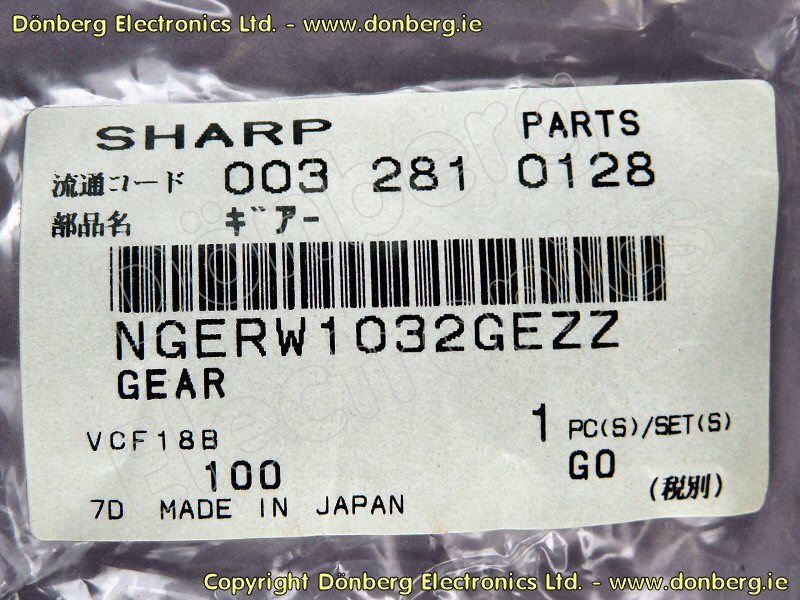 Dönberg Electronics Ltd. - www.donberg.ie
SHARP PARTS
流通コード 003 281 0128
部品名 ギアー
NGERW1032GEZZ
GEAR
VCF18B 1 PC(S)/SET(S)
100 GO
7D MADE IN JAPAN (税別)
Dönberg Electronics
Copyright Dönberg Electronics Ltd. - www.donberg.ie